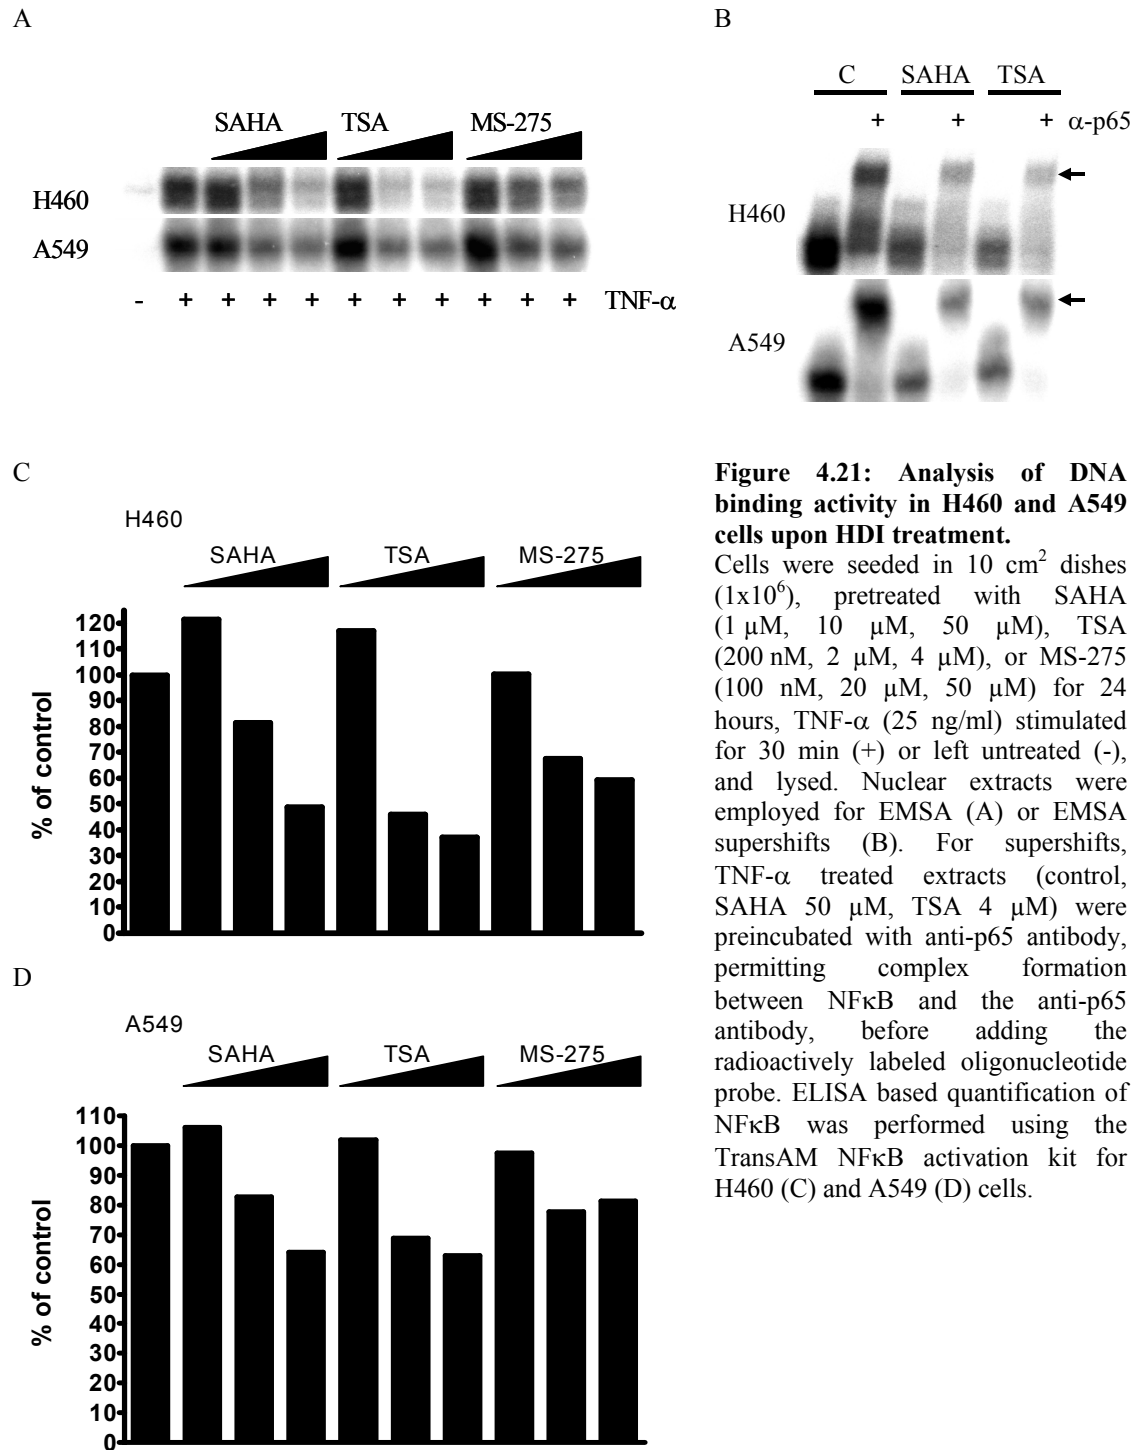 A
SAHA TSA MS-275
H460
A549
- + + + + + + + + + + TNF-α
B
C SAHA TSA
+ + + α-p65
H460
A549
C
H460
SAHA TSA MS-275
% of control
120
110
100
90
80
70
60
50
40
30
20
10
0
D
A549
SAHA TSA MS-275
% of control
110
100
90
80
70
60
50
40
30
20
10
0
Figure 4.21: Analysis of DNA
binding activity in H460 and A549
cells upon HDI treatment.
Cells were seeded in 10 cm² dishes
(1x10⁶), pretreated with SAHA
(1 µM, 10 µM, 50 µM), TSA
(200 nM, 2 µM, 4 µM), or MS-275
(100 nM, 20 µM, 50 µM) for 24
hours, TNF-α (25 ng/ml) stimulated
for 30 min (+) or left untreated (-),
and lysed. Nuclear extracts were
employed for EMSA (A) or EMSA
supershifts (B). For supershifts,
TNF-α treated extracts (control,
SAHA 50 µM, TSA 4 µM) were
preincubated with anti-p65 antibody,
permitting complex formation
between NFκB and the anti-p65
antibody, before adding the
radioactively labeled oligonucleotide
probe. ELISA based quantification of
NFκB was performed using the
TransAM NFκB activation kit for
H460 (C) and A549 (D) cells.